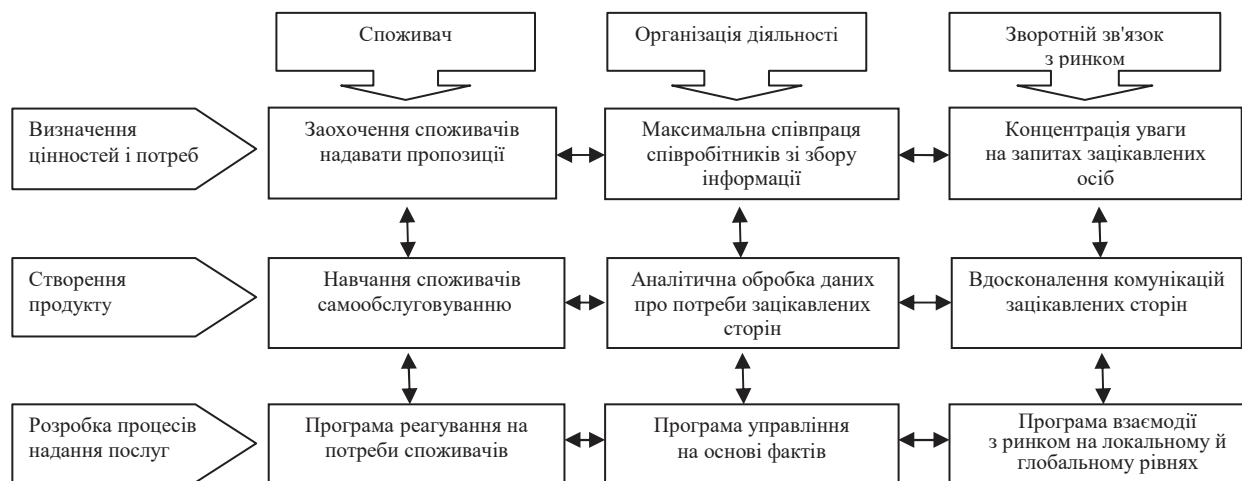 Споживач
Організація діяльності
Зворотній зв'язок
з ринком
Визначення
цінностей і потреб
Заохочення споживачів
надавати пропозиції
Максимальна співпраця
співробітників зі збору
інформації
Концентрація уваги
на запитах зацікавлених
осіб
Створення
продукту
Навчання споживачів
самообслуговуванню
Аналітична обробка даних
про потреби зацікавлених
сторін
Вдосконалення комунікацій
зацікавлених сторін
Розробка процесів
надання послуг
Програма реагування на
потреби споживачів
Програма управління
на основі фактів
Програма взаємодії
з ринком на локальному й
глобальному рівнях